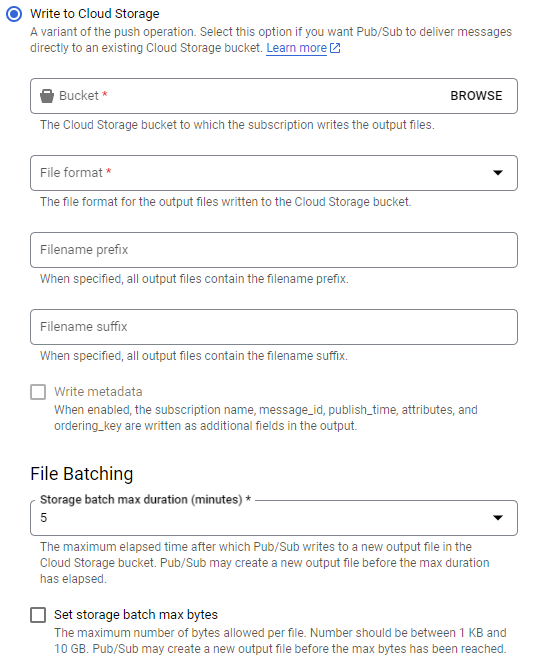 Write to Cloud Storage
A variant of the push operation. Select this option if you want Pub/Sub to deliver messages
directly to an existing Cloud Storage bucket. Learn more
Bucket * BROWSE
The Cloud Storage bucket to which the subscription writes the output files.
File format *
The file format for the output files written to the Cloud Storage bucket.
Filename prefix
When specified, all output files contain the filename prefix.
Filename suffix
When specified, all output files contain the filename suffix.
Write metadata
When enabled, the subscription name, message_id, publish_time, attributes, and
ordering_key are written as additional fields in the output.
File Batching
Storage batch max duration (minutes) *
5
The maximum elapsed time after which Pub/Sub writes to a new output file in the
Cloud Storage bucket. Pub/Sub may create a new output file before the max duration
has elapsed.
Set storage batch max bytes
The maximum number of bytes allowed per file. Number should be between 1 KB and
10 GB. Pub/Sub may create a new output file before the max bytes has been reached.